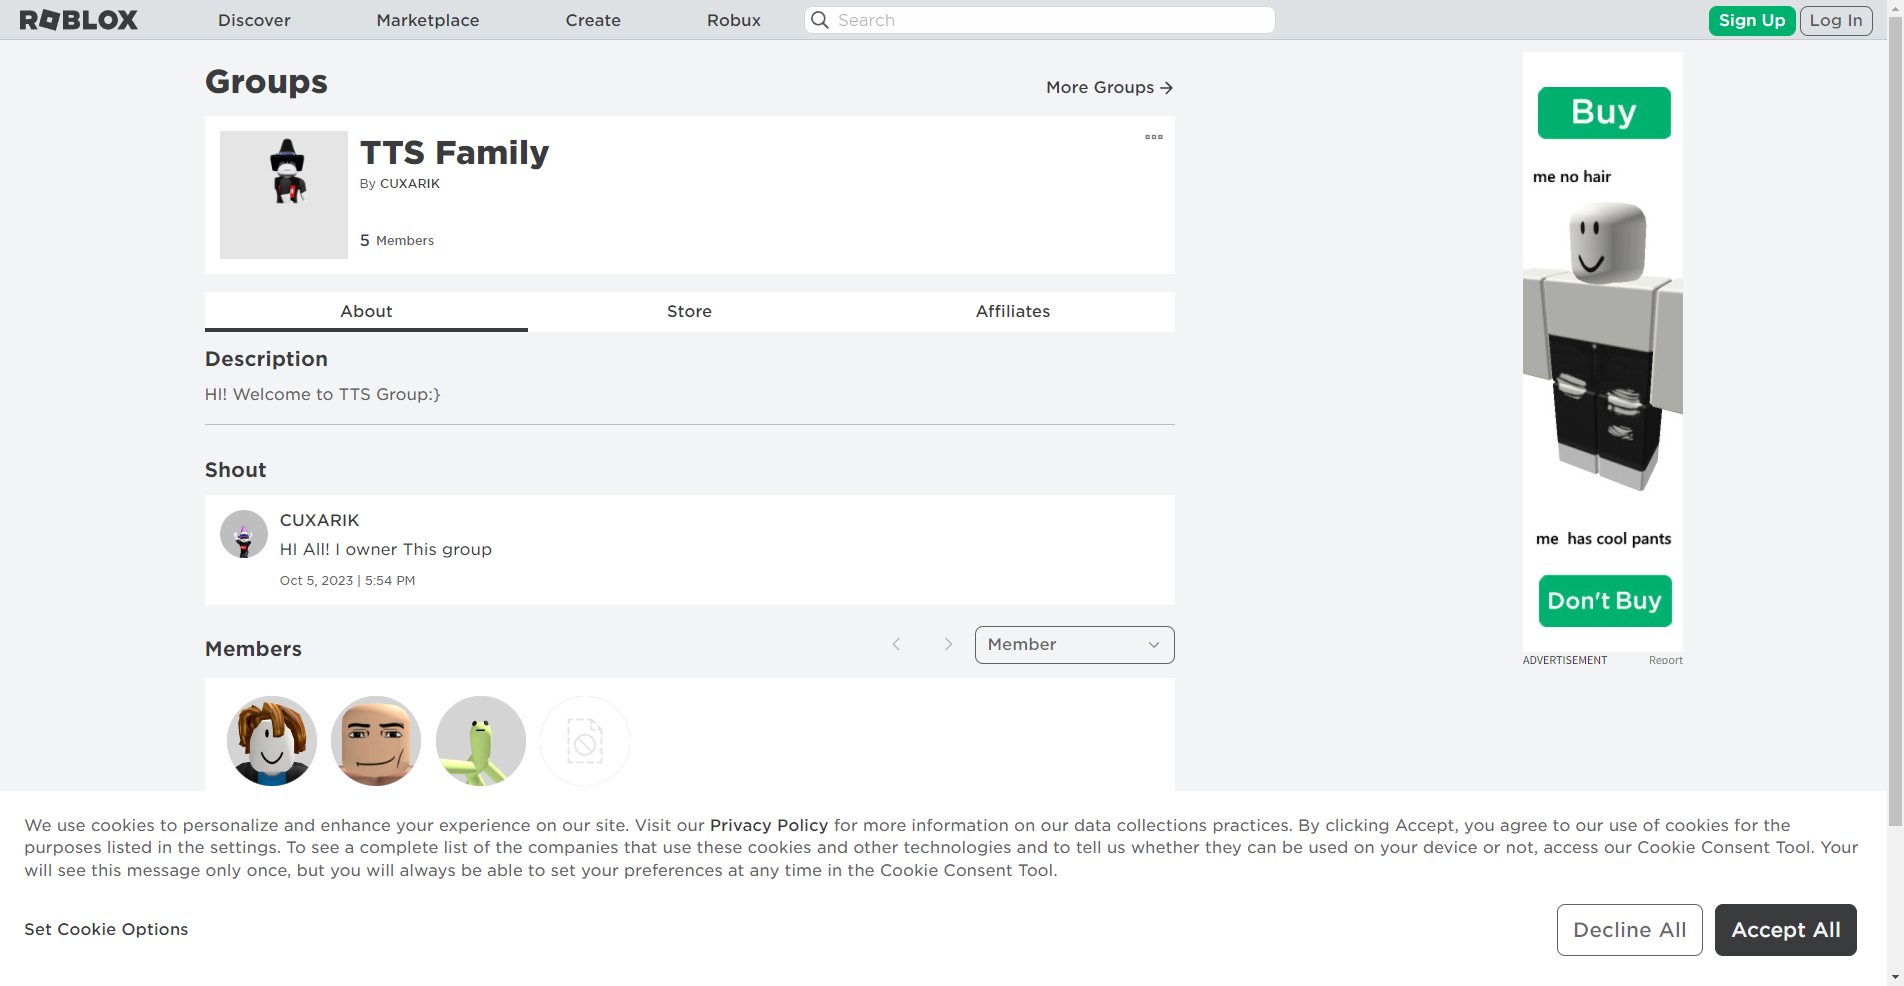 ROBLOX
Discover
Marketplace
Create
Robux
Search
Sign Up
Log In
Groups
More Groups
TTS Family
By CUXARIK
5 Members
About
Store
Affiliates
Description
HI! Welcome to TTS Group:}
Shout
CUXARIK
HI All! I owner This group
Oct 5, 2023 | 5:54 PM
Members
Member
Buy
me no hair
me has cool pants
Don't Buy
ADVERTISEMENT
Report
We use cookies to personalize and enhance your experience on our site. Visit our Privacy Policy for more information on our data collections practices. By clicking Accept, you agree to our use of cookies for the
purposes listed in the settings. To see a complete list of the companies that use these cookies and other technologies and to tell us whether they can be used on your device or not, access our Cookie Consent Tool. Your
will see this message only once, but you will always be able to set your preferences at any time in the Cookie Consent Tool.
Set Cookie Options
Decline All
Accept All